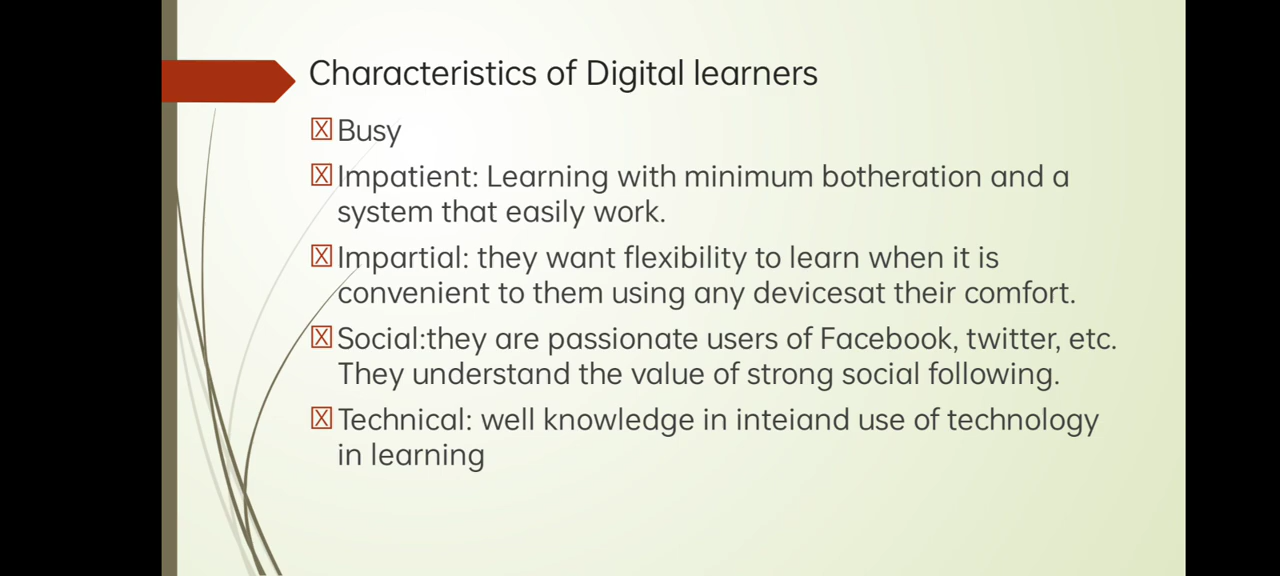 Characteristics of Digital learners
Busy
Impatient: Learning with minimum botheration and a
system that easily work.
Impartial: they want flexibility to learn when it is
convenient to them using any devicesat their comfort.
Social:they are passionate users of Facebook, twitter, etc.
They understand the value of strong social following.
Technical: well knowledge in inteiand use of technology
in learning